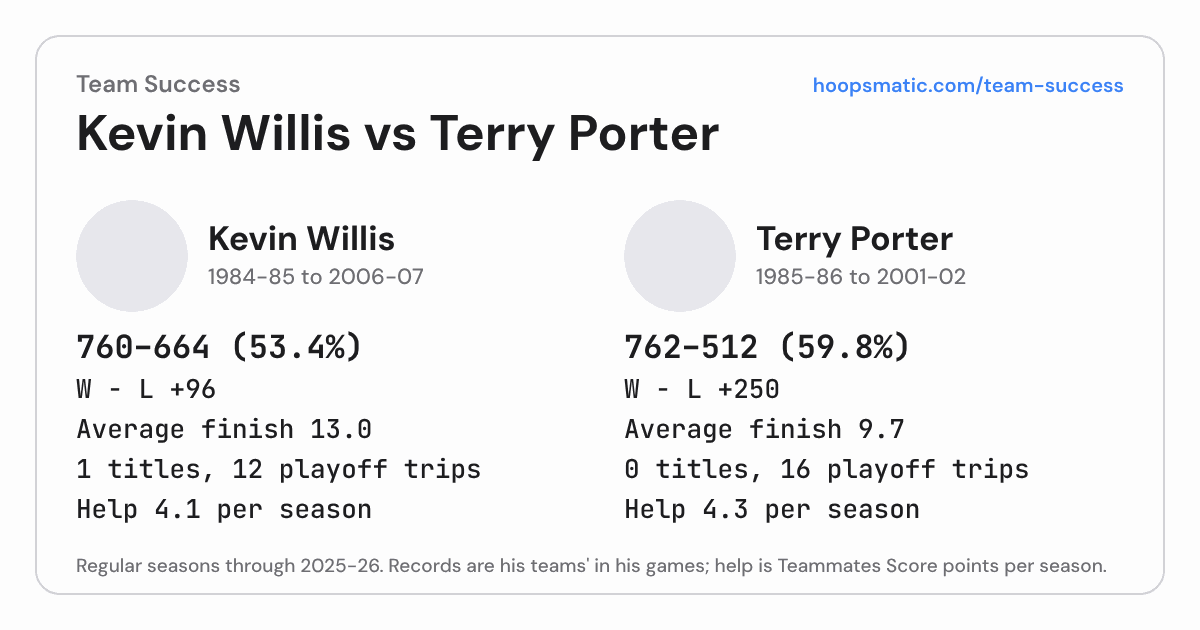 Team Success
hoopsmatic.com/team-success
Kevin Willis vs Terry Porter
Kevin Willis
1984-85 to 2006-07
760-664 (53.4%)
W - L +96
Average finish 13.0
1 titles, 12 playoff trips
Help 4.1 per season
Terry Porter
1985-86 to 2001-02
762-512 (59.8%)
W - L +250
Average finish 9.7
0 titles, 16 playoff trips
Help 4.3 per season
Regular seasons through 2025-26. Records are his teams' in his games; help is Teammates Score points per season.